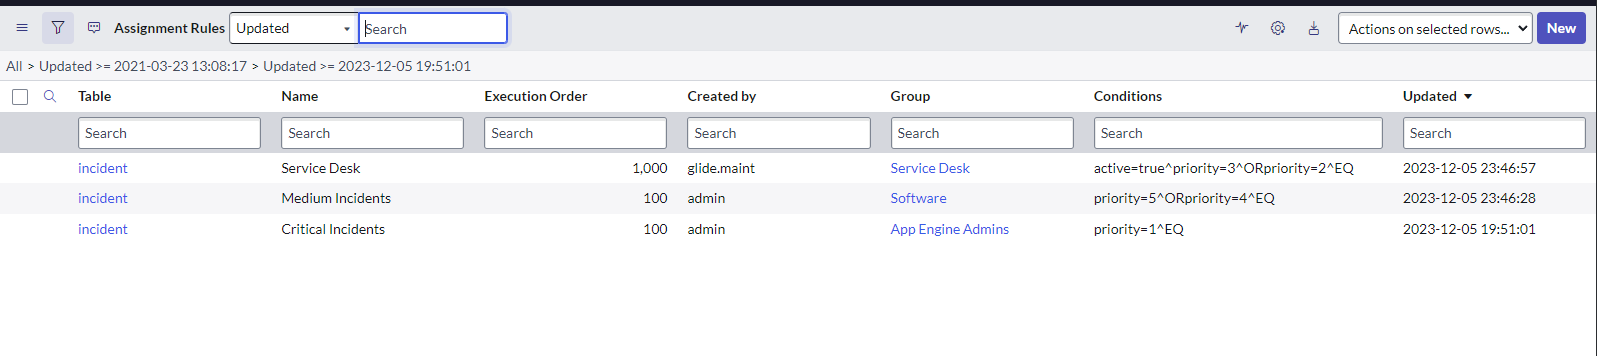 Assignment Rules Updated Search Actions on selected rows... New
All > Updated >= 2021-03-23 13:08:17 > Updated >= 2023-12-05 19:51:01
Table Name Execution Order Created by Group Conditions Updated
Search Search Search Search Search Search Search
incident Service Desk 1,000 glide.maint Service Desk active=true^priority=3^ORpriority=2^EQ 2023-12-05 23:46:57
incident Medium Incidents 100 admin Software priority=5^ORpriority=4^EQ 2023-12-05 23:46:28
incident Critical Incidents 100 admin App Engine Admins priority=1^EQ 2023-12-05 19:51:01